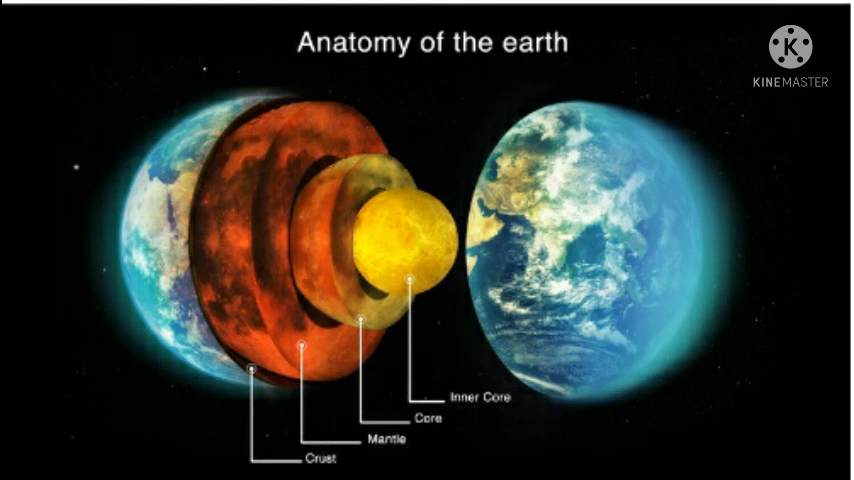 Anatomy of the earth
K
KINEMASTER
Inner Core
Core
Mantle
Crust